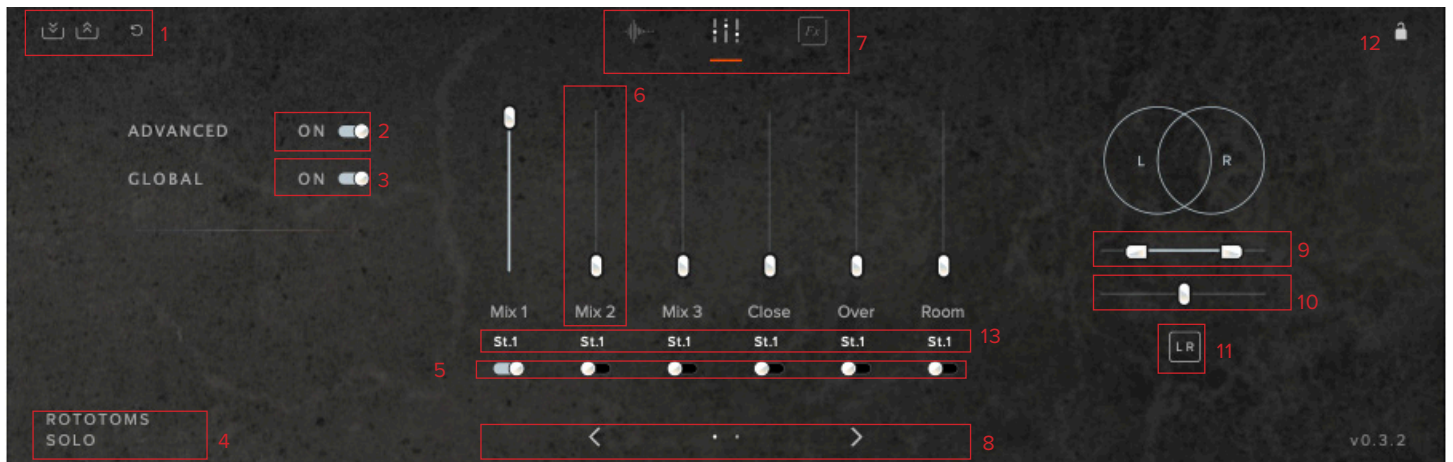 1
7
Fx
12
6
ADVANCED ON 2
GLOBAL ON 3
L R
9
10
Mix 1 Mix 2 Mix 3 Close Over Room
St.1 St.1 St.1 St.1 St.1 St.1 13
LR 11
5
ROTOTOMS
SOLO 4
8
v0.3.2